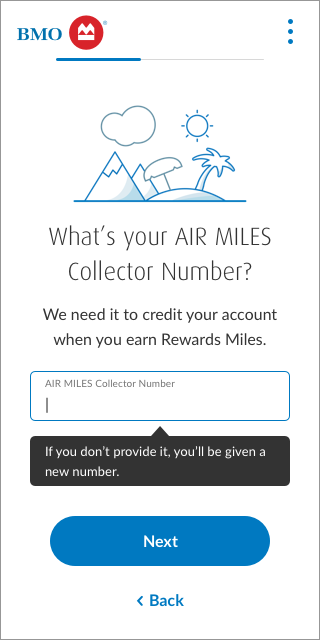 BMO
What's your AIR MILES
Collector Number?
We need it to credit your account
when you earn Rewards Miles.
AIR MILES Collector Number
If you don't provide it, you'll be given a
new number.
Next
Back